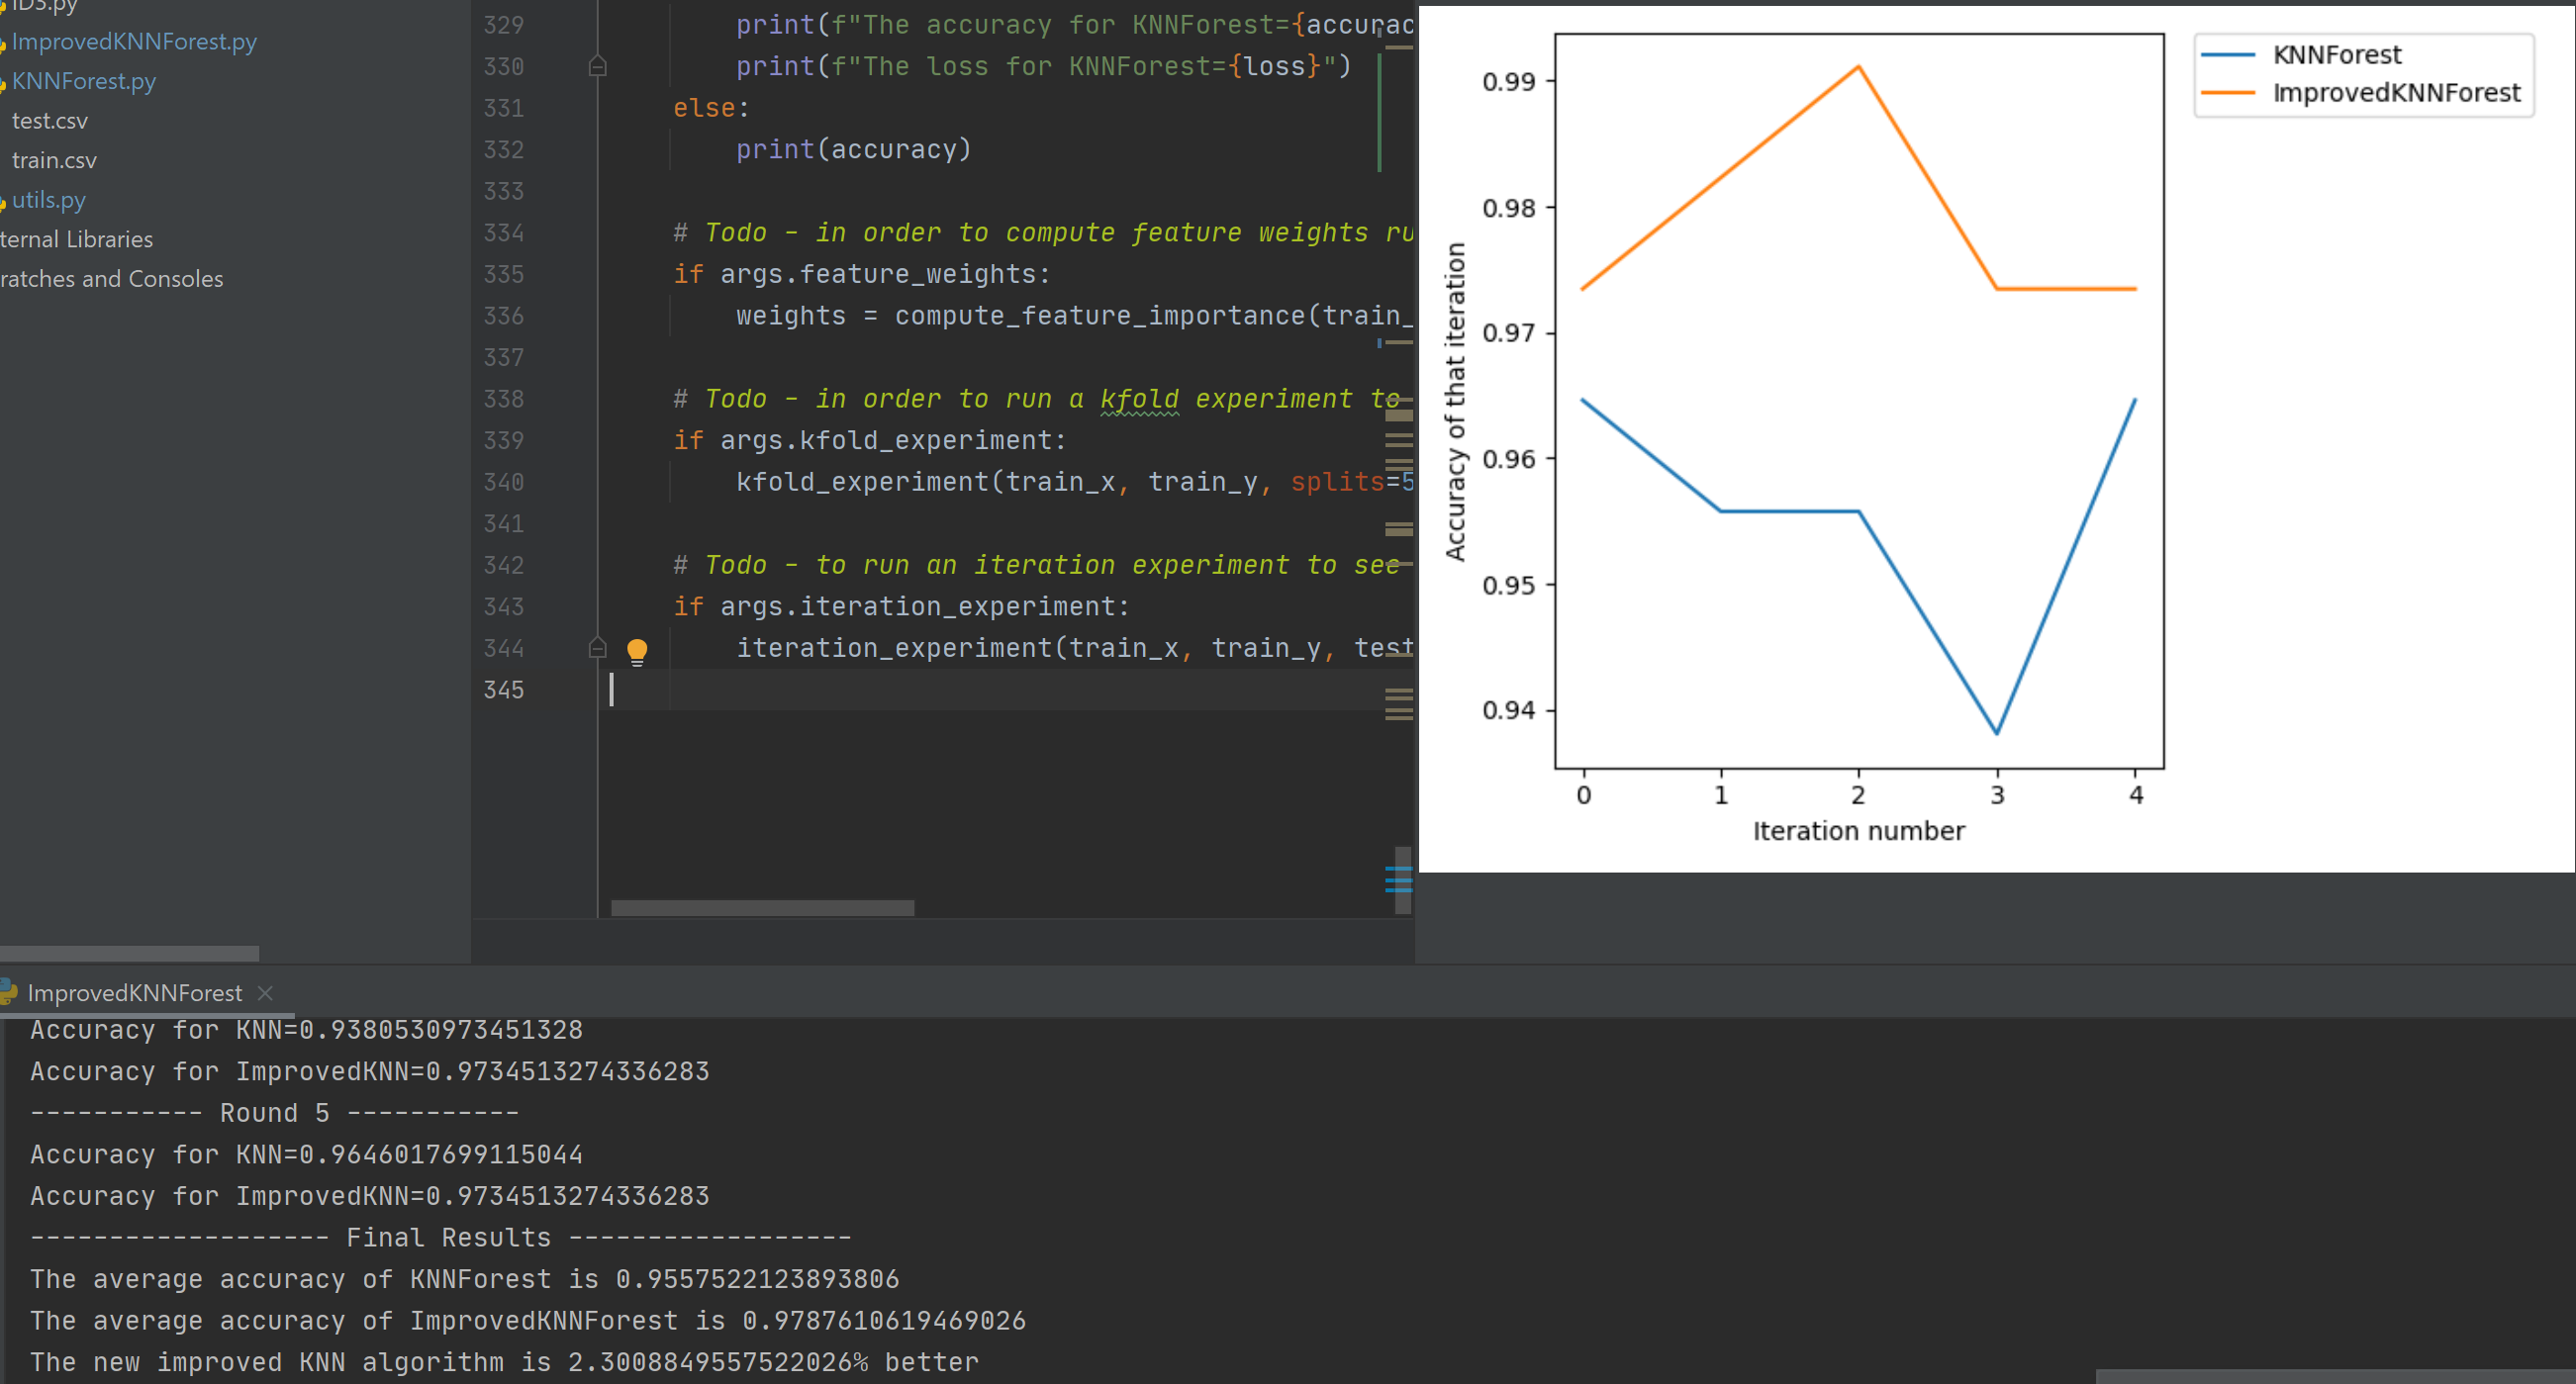 ID3.py
ImprovedKNNForest.py
KNNForest.py
test.csv
train.csv
utils.py
ternal Libraries
ratches and Consoles
329 print(f"The accuracy for KNNForest={accurac
330 print(f"The loss for KNNForest={loss}")
331 else:
332 print(accuracy)
333
334 # Todo - in order to compute feature weights ru
335 if args.feature_weights:
336 weights = compute_feature_importance(train_
337
338 # Todo - in order to run a kfold experiment to
339 if args.kfold_experiment:
340 kfold_experiment(train_x, train_y, splits=5
341
342 # Todo - to run an iteration experiment to see
343 if args.iteration_experiment:
344 iteration_experiment(train_x, train_y, test
345
KNNForest
ImprovedKNNForest
0.99
0.98
0.97
0.96
0.95
0.94
Accuracy of that iteration
0 1 2 3 4
Iteration number
ImprovedKNNForest
Accuracy for KNN=0.9380530973451328
Accuracy for ImprovedKNN=0.9734513274336283
----------- Round 5 -----------
Accuracy for KNN=0.9646017699115044
Accuracy for ImprovedKNN=0.9734513274336283
------------------- Final Results ------------------
The average accuracy of KNNForest is 0.9557522123893806
The average accuracy of ImprovedKNNForest is 0.9787610619469026
The new improved KNN algorithm is 2.3008849557522026% better